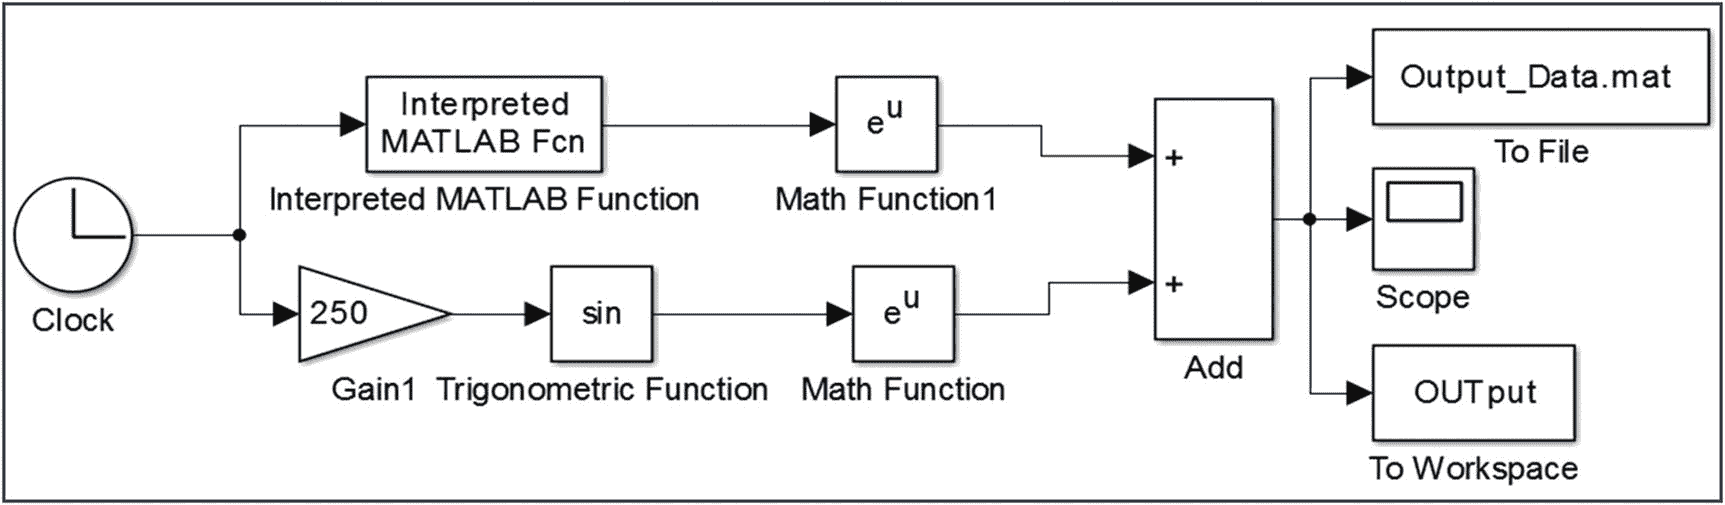 Clock
Interpreted
MATLAB Fcn
Interpreted MATLAB Function
e^u
Math Function1
250
Gain1
sin
Trigonometric Function
e^u
Math Function
+
+
Add
Output_Data.mat
To File
Scope
OUTput
To Workspace